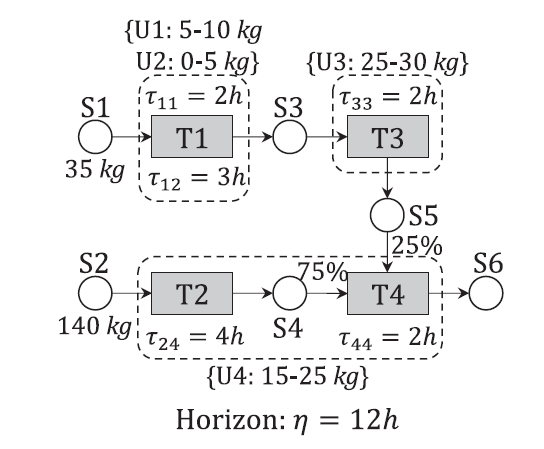 {U1: 5-10 kg
U2: 0-5 kg}
{U3: 25-30 kg}
τ₁₁ = 2h
τ₃₃ = 2h
S1
S3
T1
T3
35 kg
τ₁₂ = 3h
S5
25%
S2
75%
S6
T2
T4
140 kg
τ₂₄ = 4h
S4
τ₄₄ = 2h
{U4: 15-25 kg}
Horizon: η = 12h